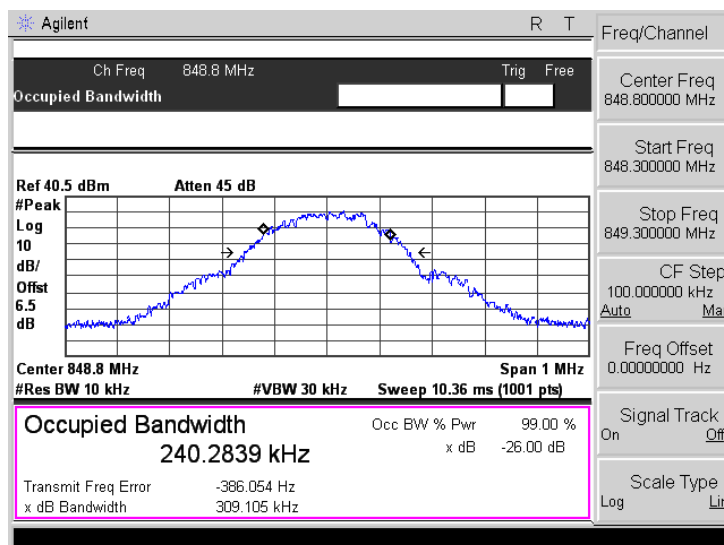 Agilent R T
Ch Freq 848.8 MHz Trig Free
Occupied Bandwidth
Ref 40.5 dBm Atten 45 dB
#Peak
Log
10
dB/
Offst
6.5
dB
Center 848.8 MHz Span 1 MHz
#Res BW 10 kHz #VBW 30 kHz Sweep 10.36 ms (1001 pts)
Occupied Bandwidth Occ BW % Pwr 99.00 %
240.2839 kHz x dB -26.00 dB
Transmit Freq Error -386.054 Hz
x dB Bandwidth 309.105 kHz
Freq/Channel
Center Freq
848.800000 MHz
Start Freq
848.300000 MHz
Stop Freq
849.300000 MHz
CF Step
100.000000 kHz
Auto Ma
Freq Offset
0.00000000 Hz
Signal Track
On Off
Scale Type
Log Lin